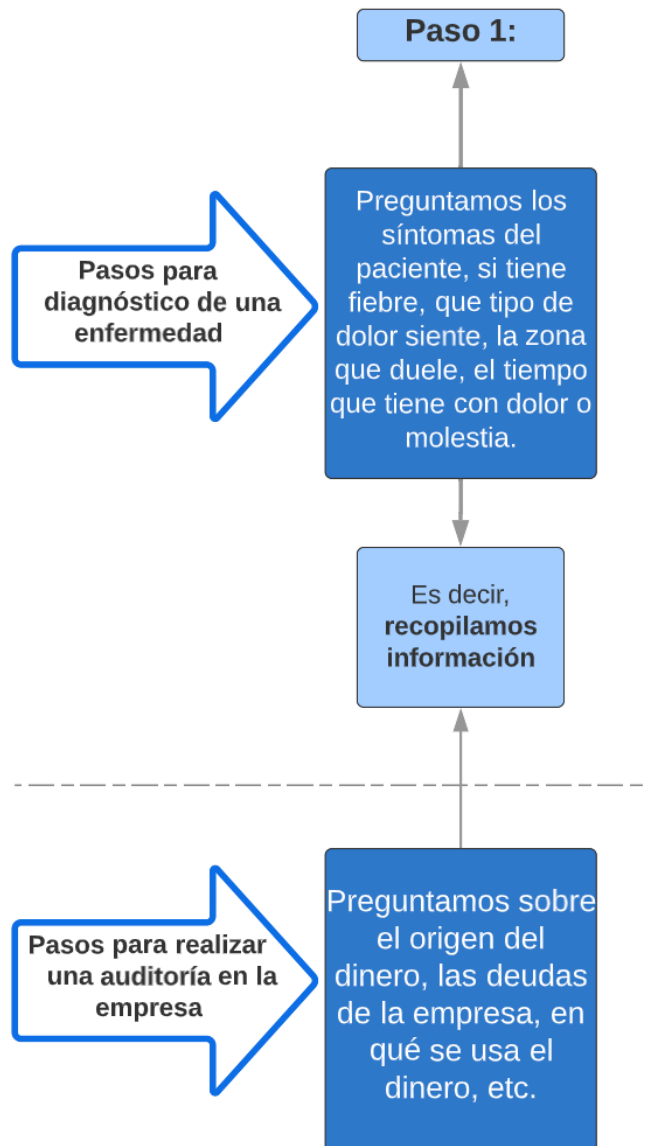 Paso 1:
Pasos para
diagnóstico de una
enfermedad
Preguntamos los
síntomas del
paciente, si tiene
fiebre, que tipo de
dolor siente, la zona
que duele, el tiempo
que tiene con dolor o
molestia.
Es decir,
recopilamos
información
Pasos para realizar
una auditoría en la
empresa
Preguntamos sobre
el origen del
dinero, las deudas
de la empresa, en
qué se usa el
dinero, etc.